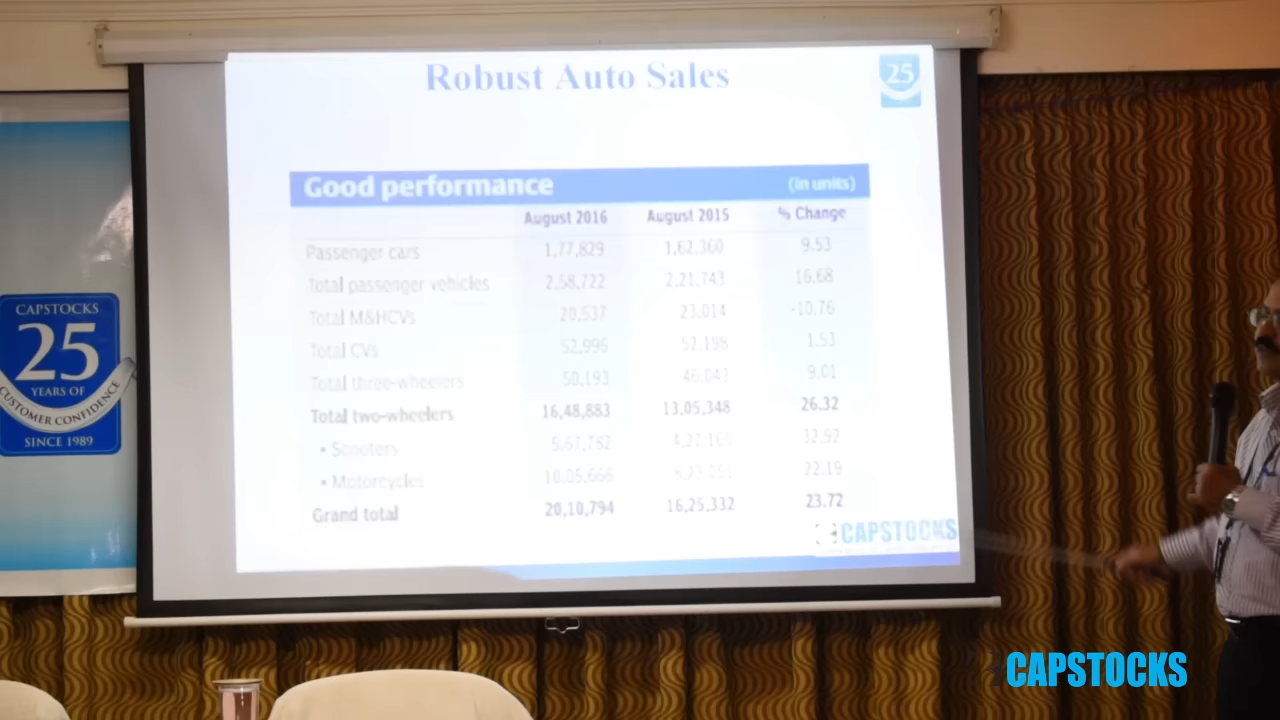 Robust Auto Sales
25
Good performance (in units)
August 2016 August 2015 % Change
Passenger cars 1,77,829 1,62,360 9.53
Total passenger vehicles 2,58,722 2,21,743 16.68
Total M&HCVs 20,537 23,014 -10.76
Total CVs 52,996 52,198 1.53
Total three-wheelers 50,193 46,043 9.01
Total two-wheelers 16,48,883 13,05,348 26.32
• Scooters 5,67,782 32.92
• Motorcycles 10,05,666 22.19
Grand total 20,10,794 16,25,332 23.72
CAPSTOCKS
CAPSTOCKS
25
YEARS OF
CUSTOMER CONFIDENCE
SINCE 1989
CAPSTOCKS